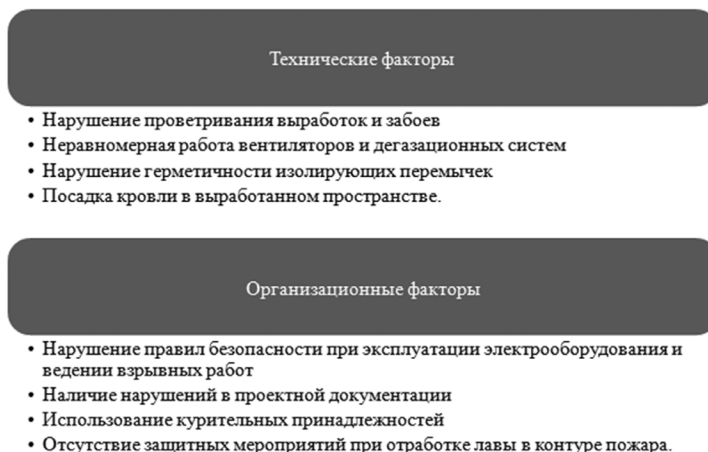 Технические факторы
• Нарушение проветривания выработок и забоев
• Неравномерная работа вентиляторов и дегазационных систем
• Нарушение герметичности изолирующих перемычек
• Посадка кровли в выработанном пространстве.
Организационные факторы
• Нарушение правил безопасности при эксплуатации электрооборудования и
ведении взрывных работ
• Наличие нарушений в проектной документации
• Использование курительных принадлежностей
• Отсутствие защитных мероприятий при отработке лавы в контуре пожара.